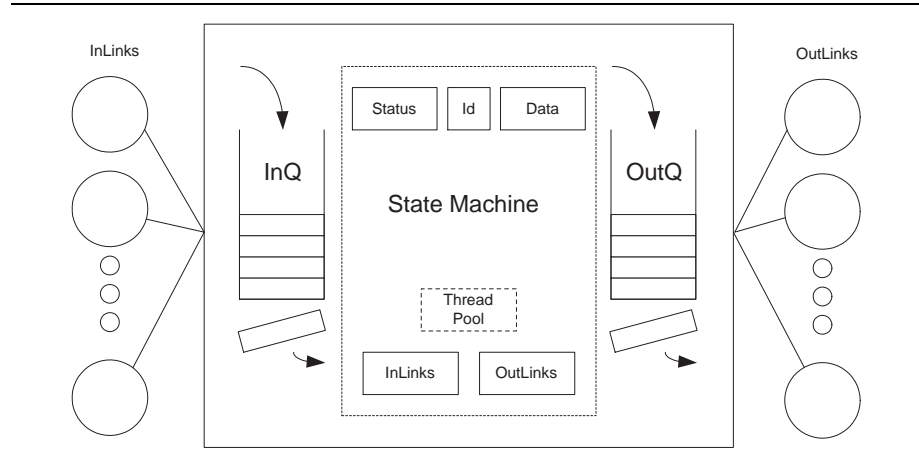 InLinks
OutLinks
Status
Id
Data
InQ
OutQ
State Machine
Thread
Pool
InLinks
OutLinks